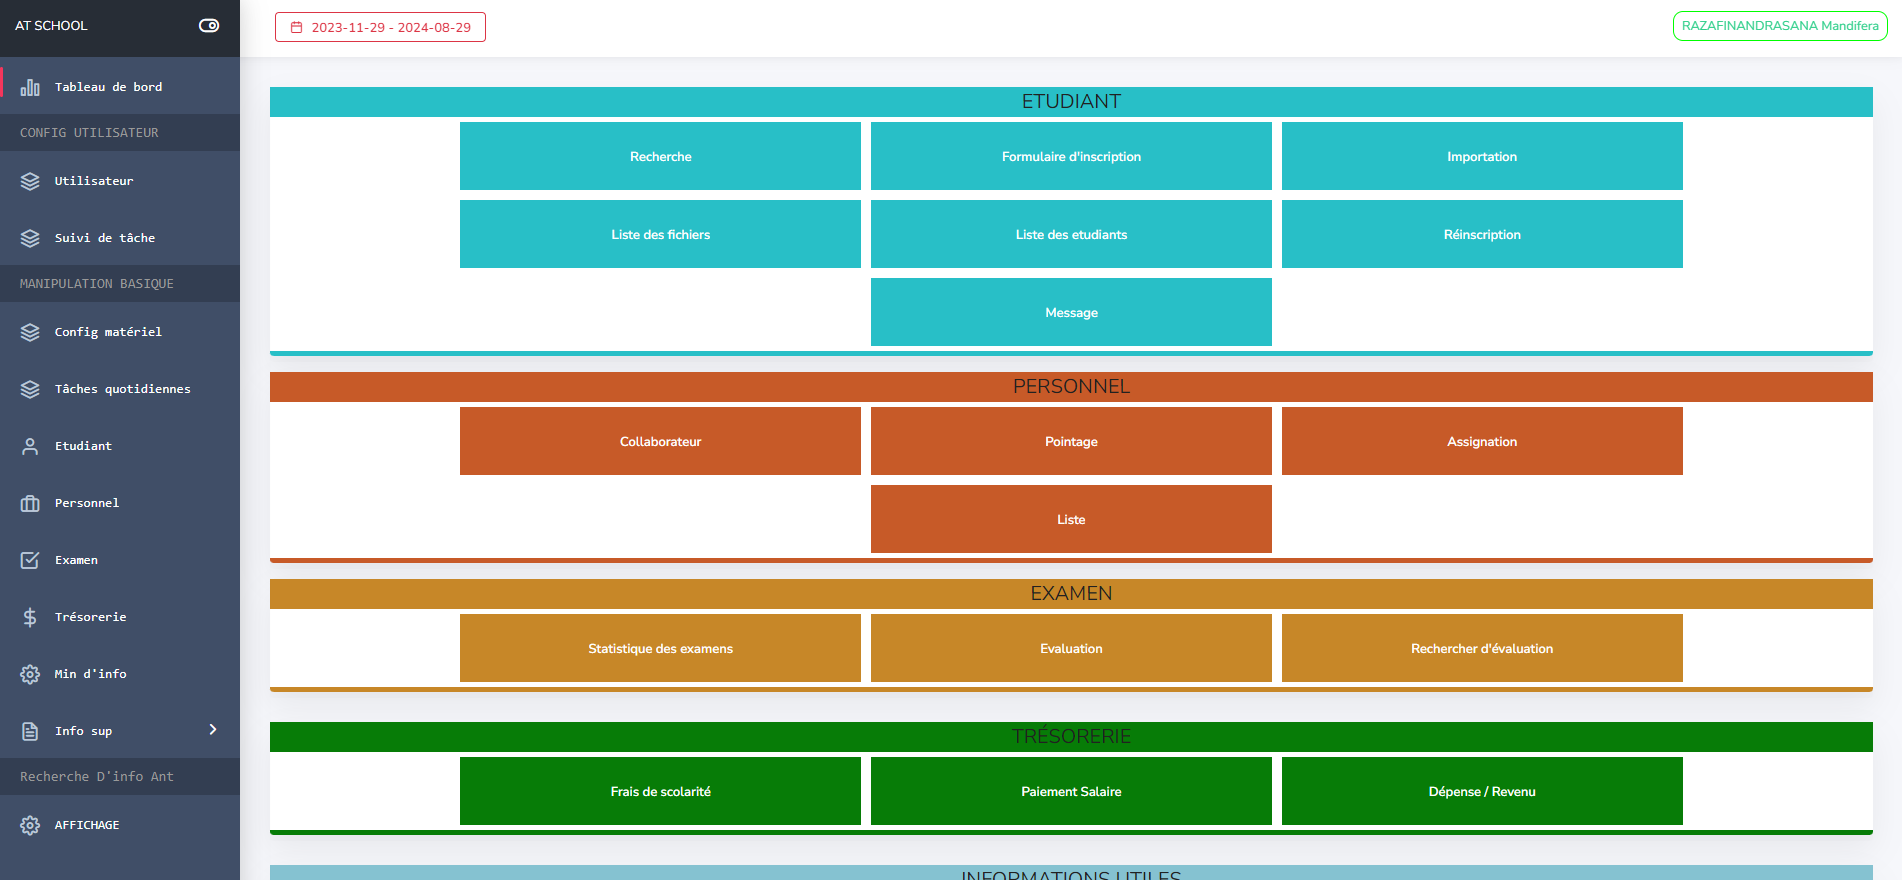 AT SCHOOL
2023-11-29 - 2024-08-29
RAZAFINANDRASANA Mandifera
Tableau de bord
CONFIG UTILISATEUR
Utilisateur
Suivi de tâche
MANIPULATION BASIQUE
Config matériel
Tâches quotidiennes
Etudiant
Personnel
Examen
Trésorerie
Min d'info
Info sup
Recherche D'info Ant
AFFICHAGE
ETUDIANT
Recherche
Formulaire d'inscription
Importation
Liste des fichiers
Liste des etudiants
Réinscription
Message
PERSONNEL
Collaborateur
Pointage
Assignation
Liste
EXAMEN
Statistique des examens
Evaluation
Rechercher d'évaluation
TRÉSORERIE
Frais de scolarité
Paiement Salaire
Dépense / Revenu
INFORMATIONS UTILES